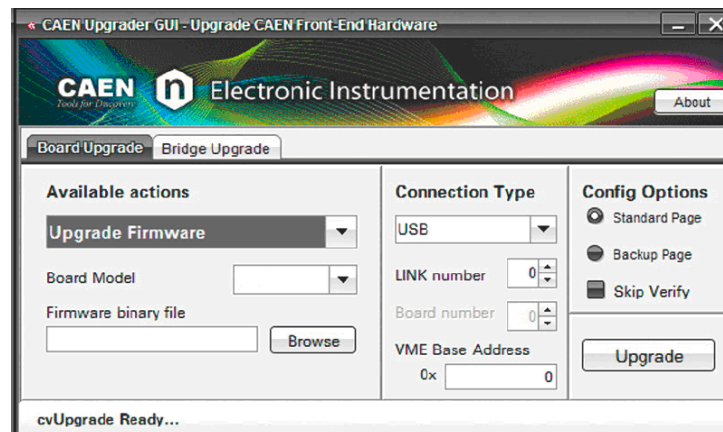 CAEN Upgrader GUI - Upgrade CAEN Front-End Hardware
CAEN n Electronic Instrumentation
Tools for Discovery
About
Board Upgrade Bridge Upgrade
Available actions
Upgrade Firmware
Board Model
Firmware binary file
Browse
Connection Type
USB
LINK number 0
Board number 0
VME Base Address
0x 0
Config Options
Standard Page
Backup Page
Skip Verify
Upgrade
cvUpgrade Ready...